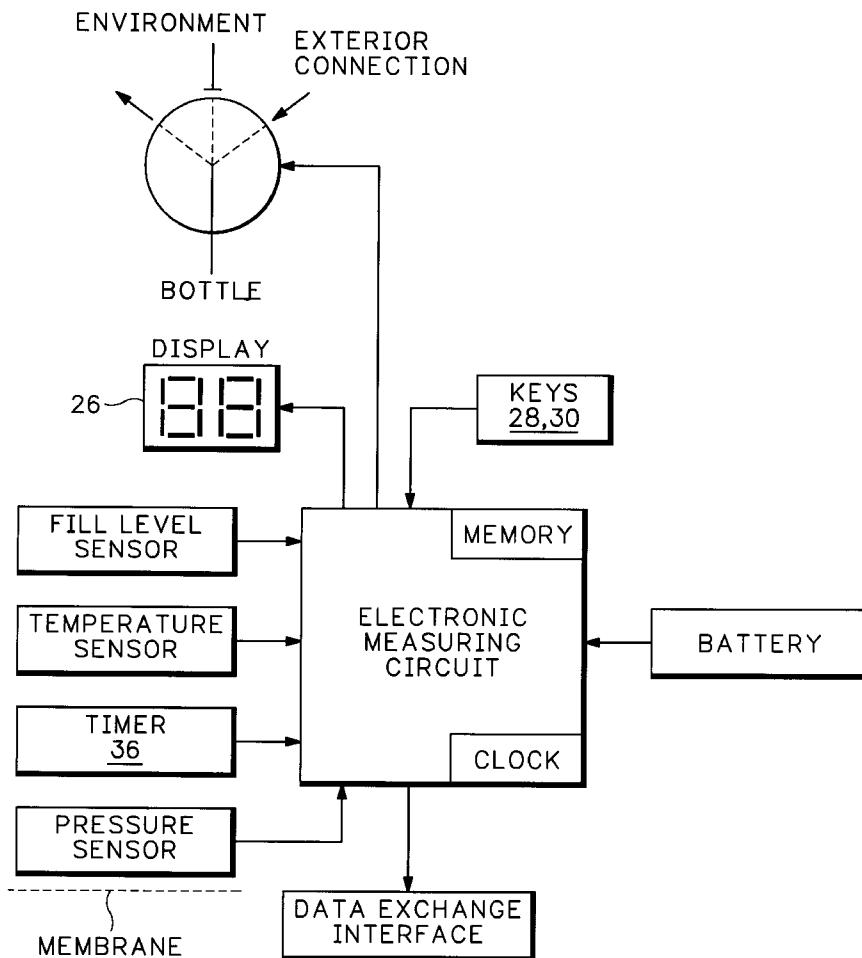 ENVIRONMENT
EXTERIOR
CONNECTION
BOTTLE
DISPLAY
26
88
KEYS
28,30
FILL LEVEL
SENSOR
MEMORY
TEMPERATURE
SENSOR
ELECTRONIC
MEASURING
CIRCUIT
BATTERY
TIMER
36
CLOCK
PRESSURE
SENSOR
MEMBRANE
DATA EXCHANGE
INTERFACE